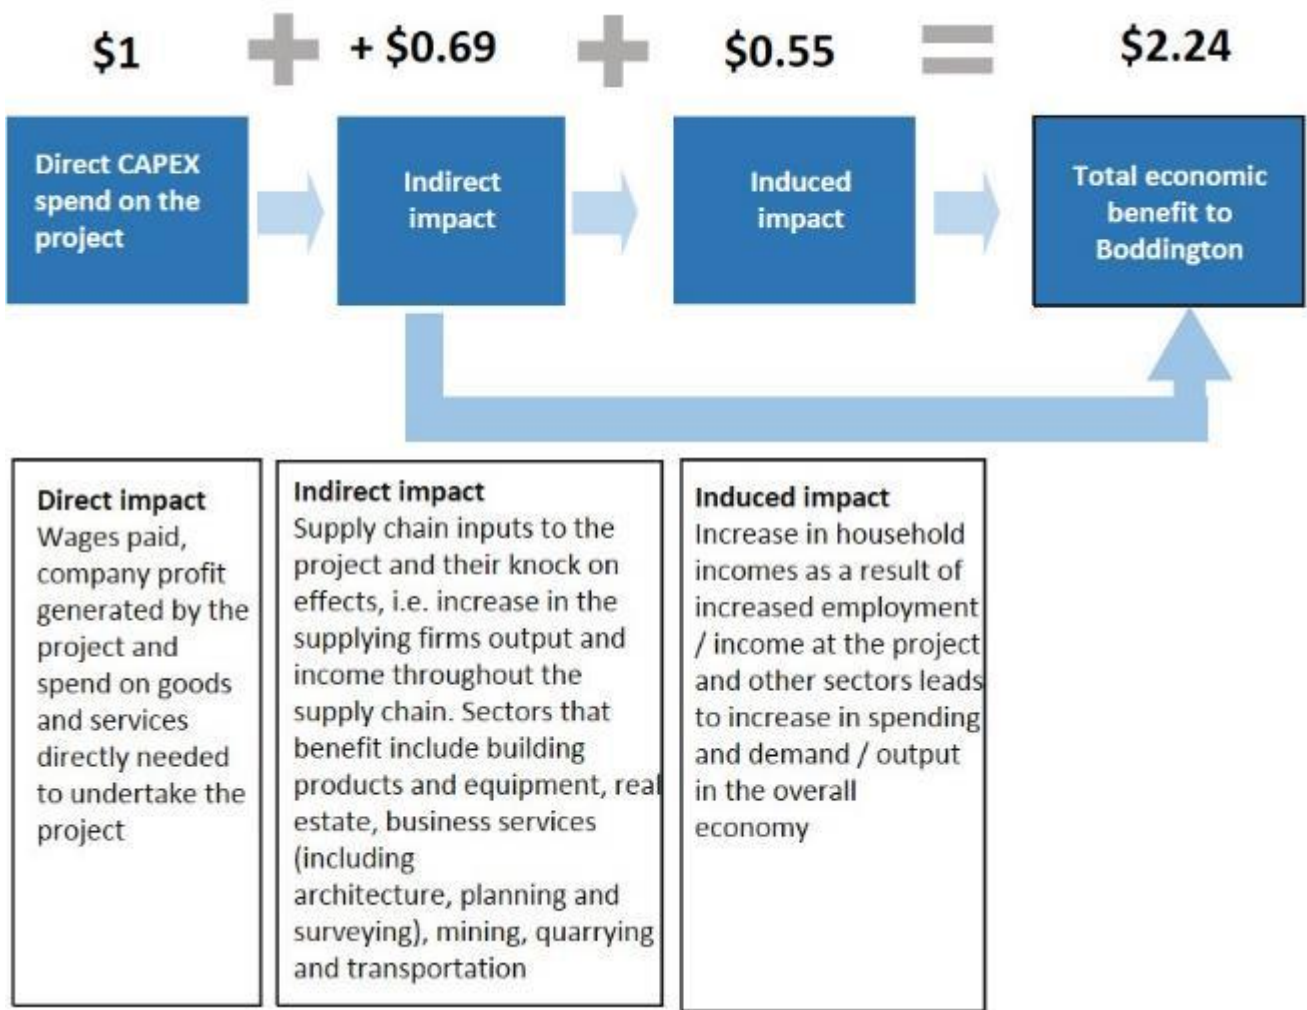 $1
+ $0.69
$0.55
$2.24
Direct CAPEX
spend on the
project
Indirect
impact
Induced
impact
Total economic
benefit to
Boddington
Direct impact
Wages paid,
company profit
generated by the
project and
spend on goods
and services
directly needed
to undertake the
project
Indirect impact
Supply chain inputs to the
project and their knock on
effects, i.e. increase in the
supplying firms output and
income throughout the
supply chain. Sectors that
benefit include building
products and equipment, real
estate, business services
(including
architecture, planning and
surveying), mining, quarrying
and transportation
Induced impact
Increase in household
incomes as a result of
increased employment
/ income at the project
and other sectors leads
to increase in spending
and demand / output
in the overall
economy